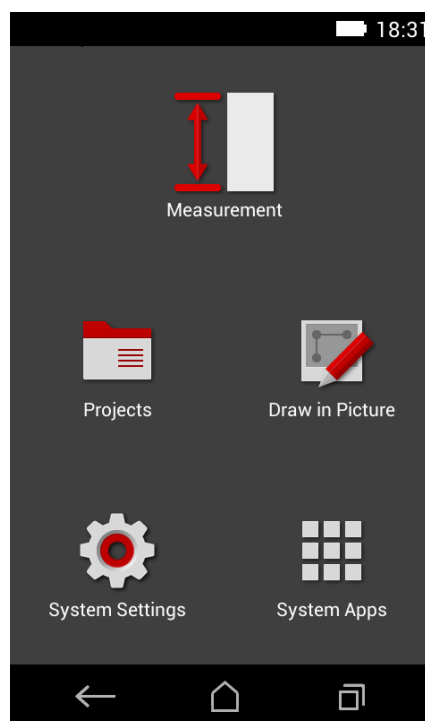 18:31
Measurement
Projects
Draw in Picture
System Settings
System Apps